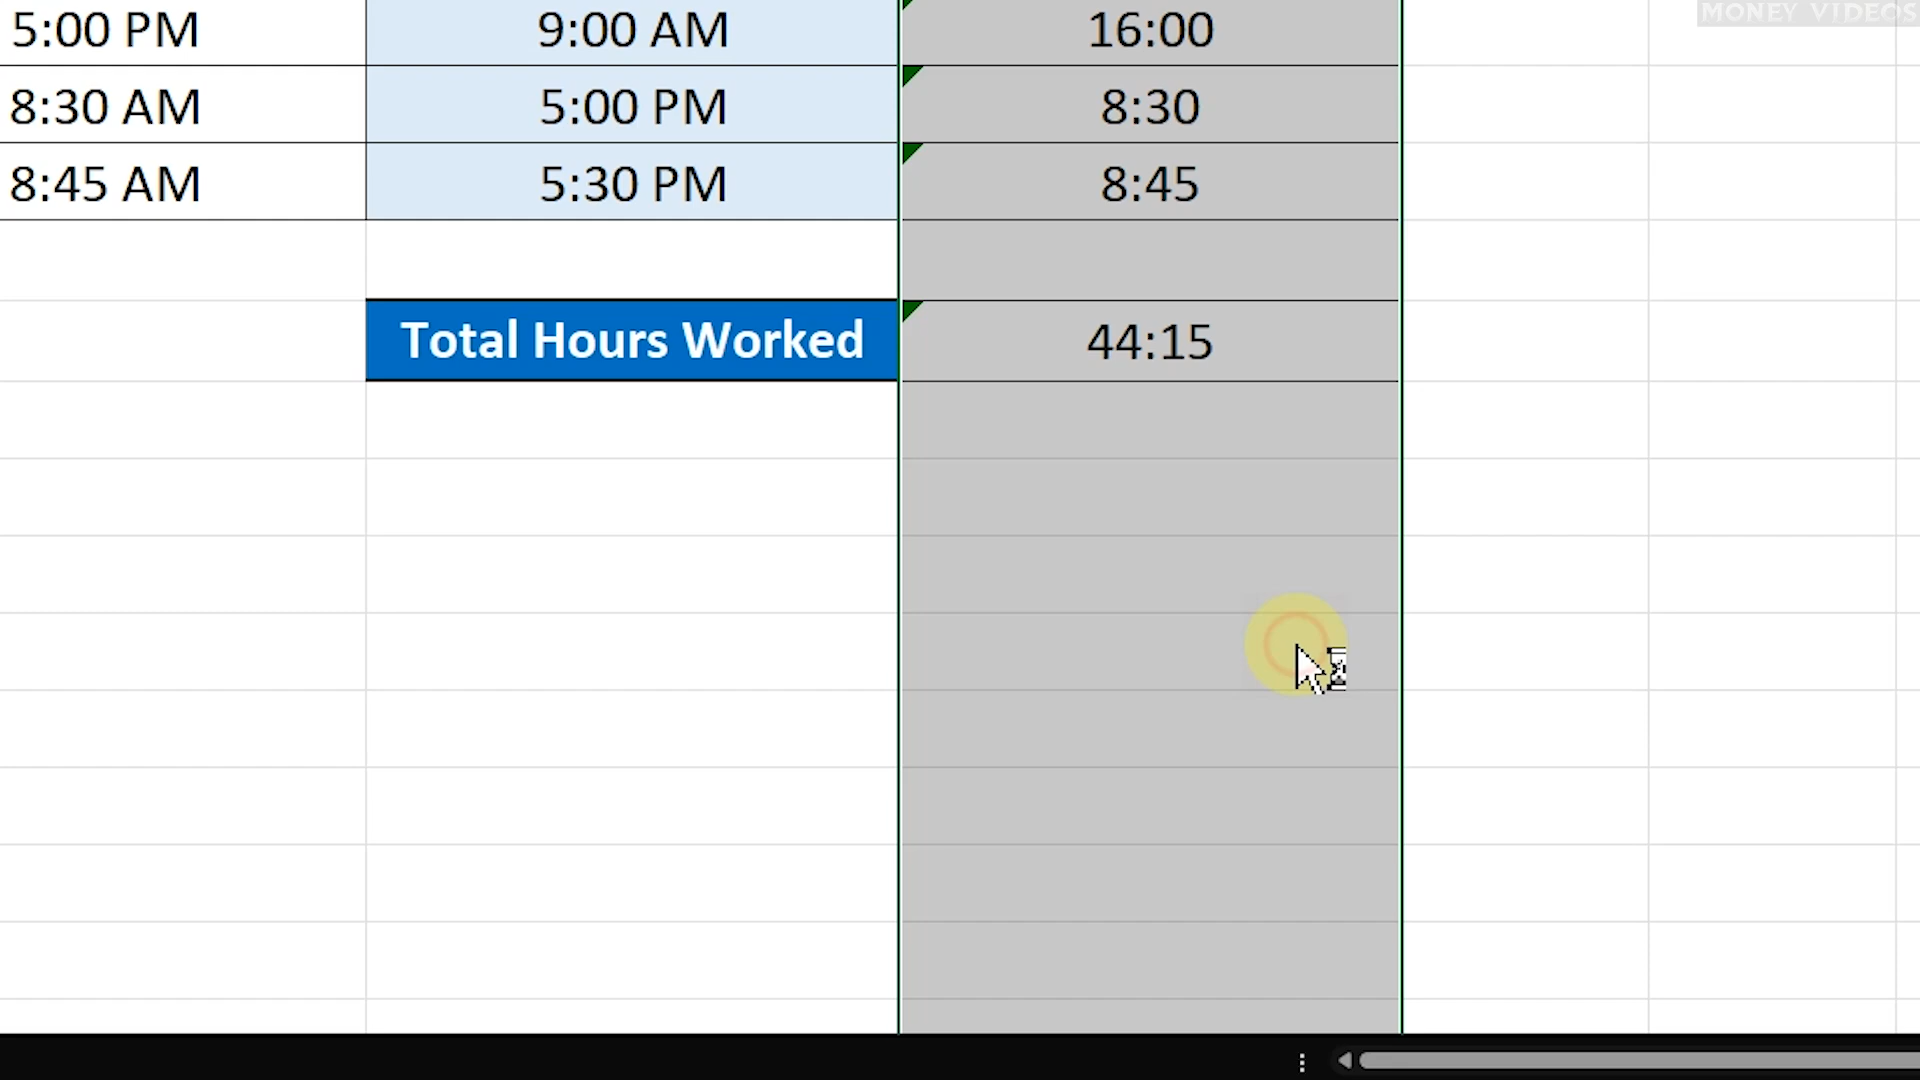 MONEY VIDEOS
5:00 PM 9:00 AM 16:00
8:30 AM 5:00 PM 8:30
8:45 AM 5:30 PM 8:45
Total Hours Worked 44:15